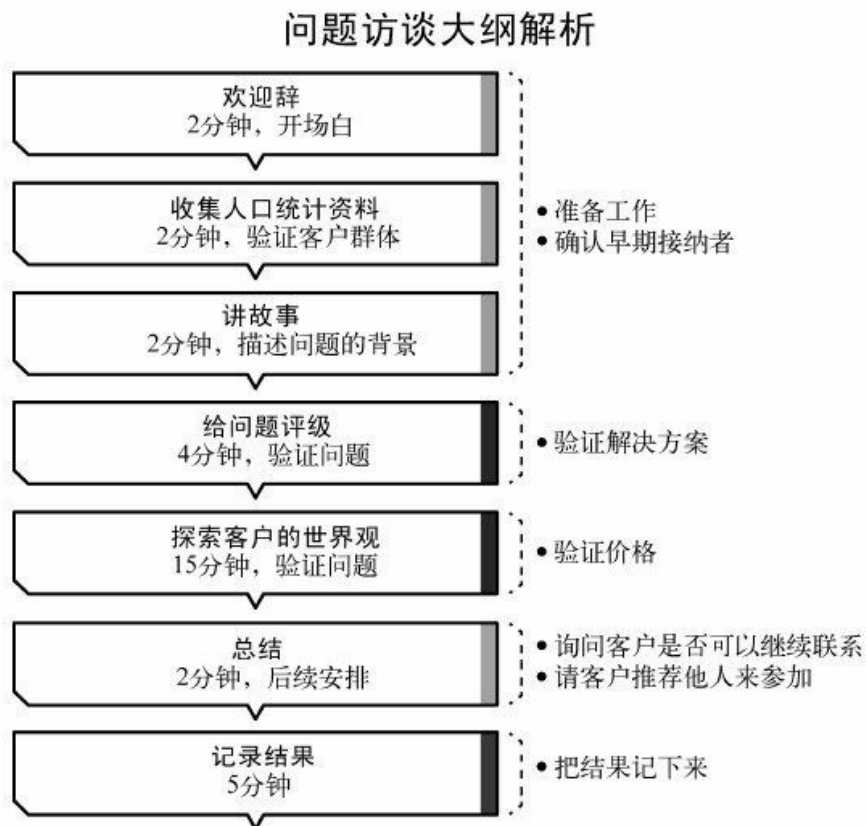 问题访谈大纲解析
欢迎辞
2分钟，开场白
收集人口统计资料
2分钟，验证客户群体
讲故事
2分钟，描述问题的背景
• 准备工作
• 确认早期接纳者
给问题评级
4分钟，验证问题
• 验证解决方案
探索客户的世界观
15分钟，验证问题
• 验证价格
总结
2分钟，后续安排
• 询问客户是否可以继续联系
• 请客户推荐他人来参加
记录结果
5分钟
• 把结果记下来